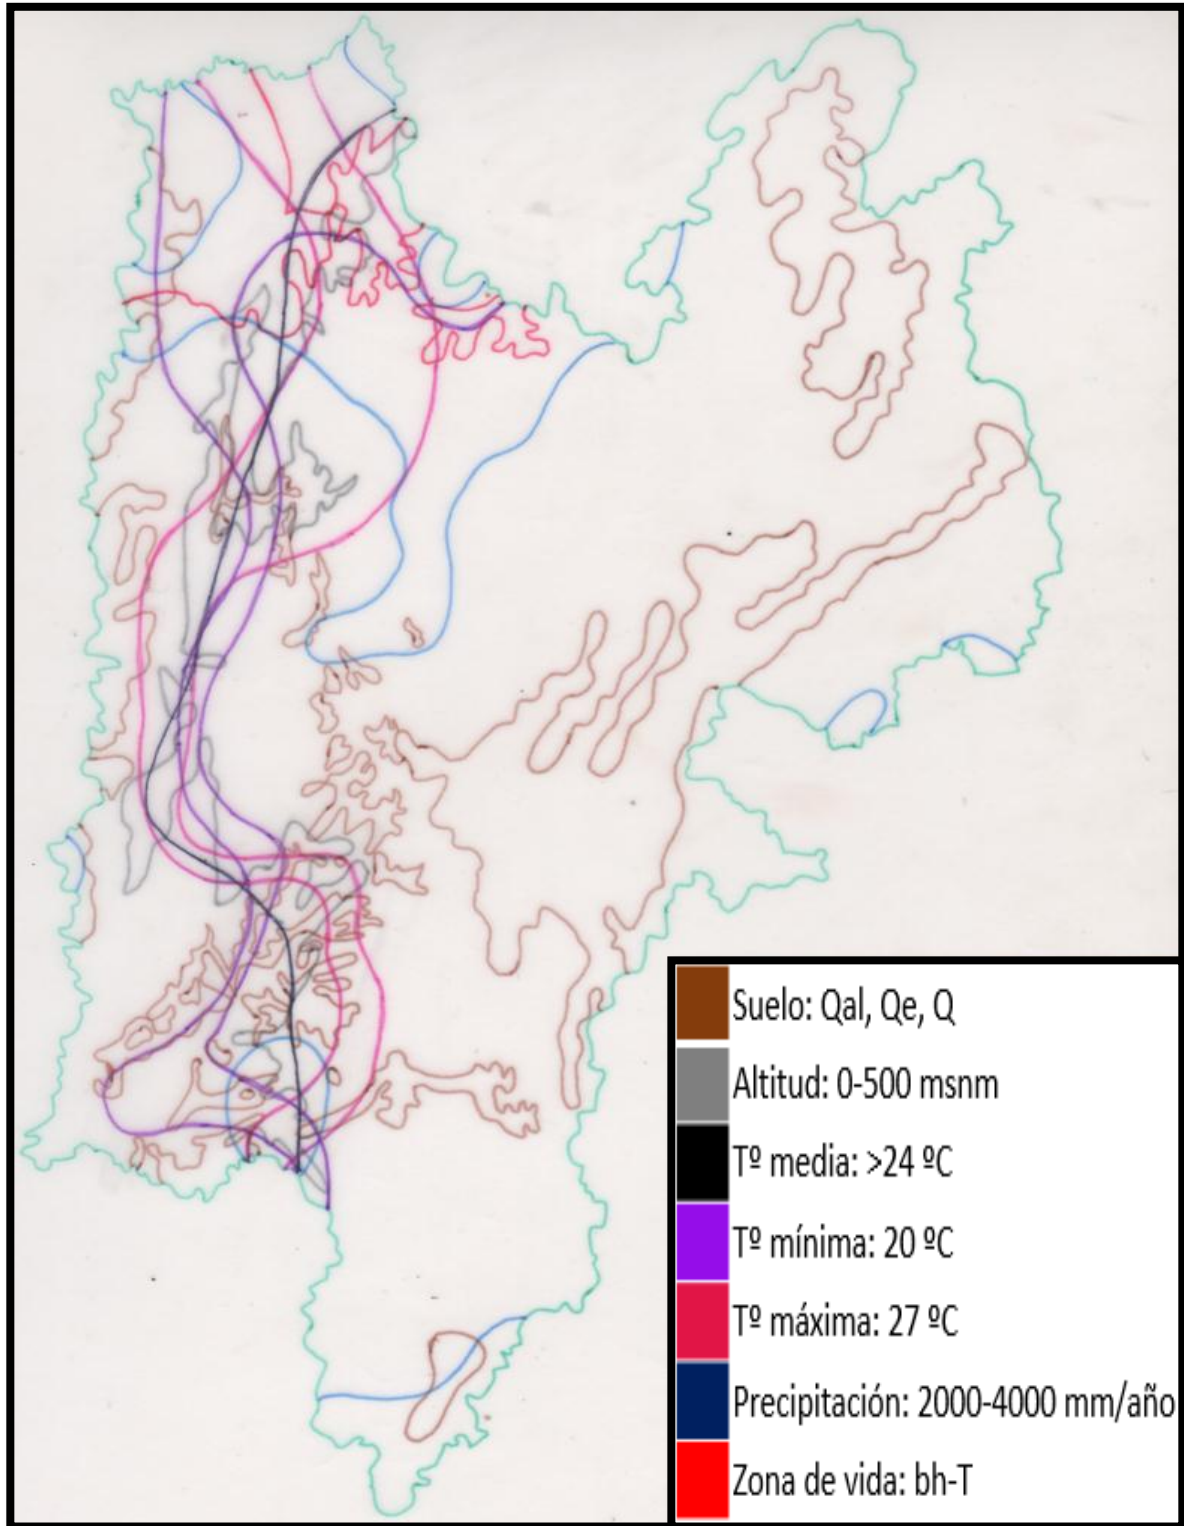 Suelo: Qal, Qe, Q
Altitud: 0-500 msnm
Tº media: >24 ºC
Tº mínima: 20 ºC
Tº máxima: 27 ºC
Precipitación: 2000-4000 mm/año
Zona de vida: bh-T